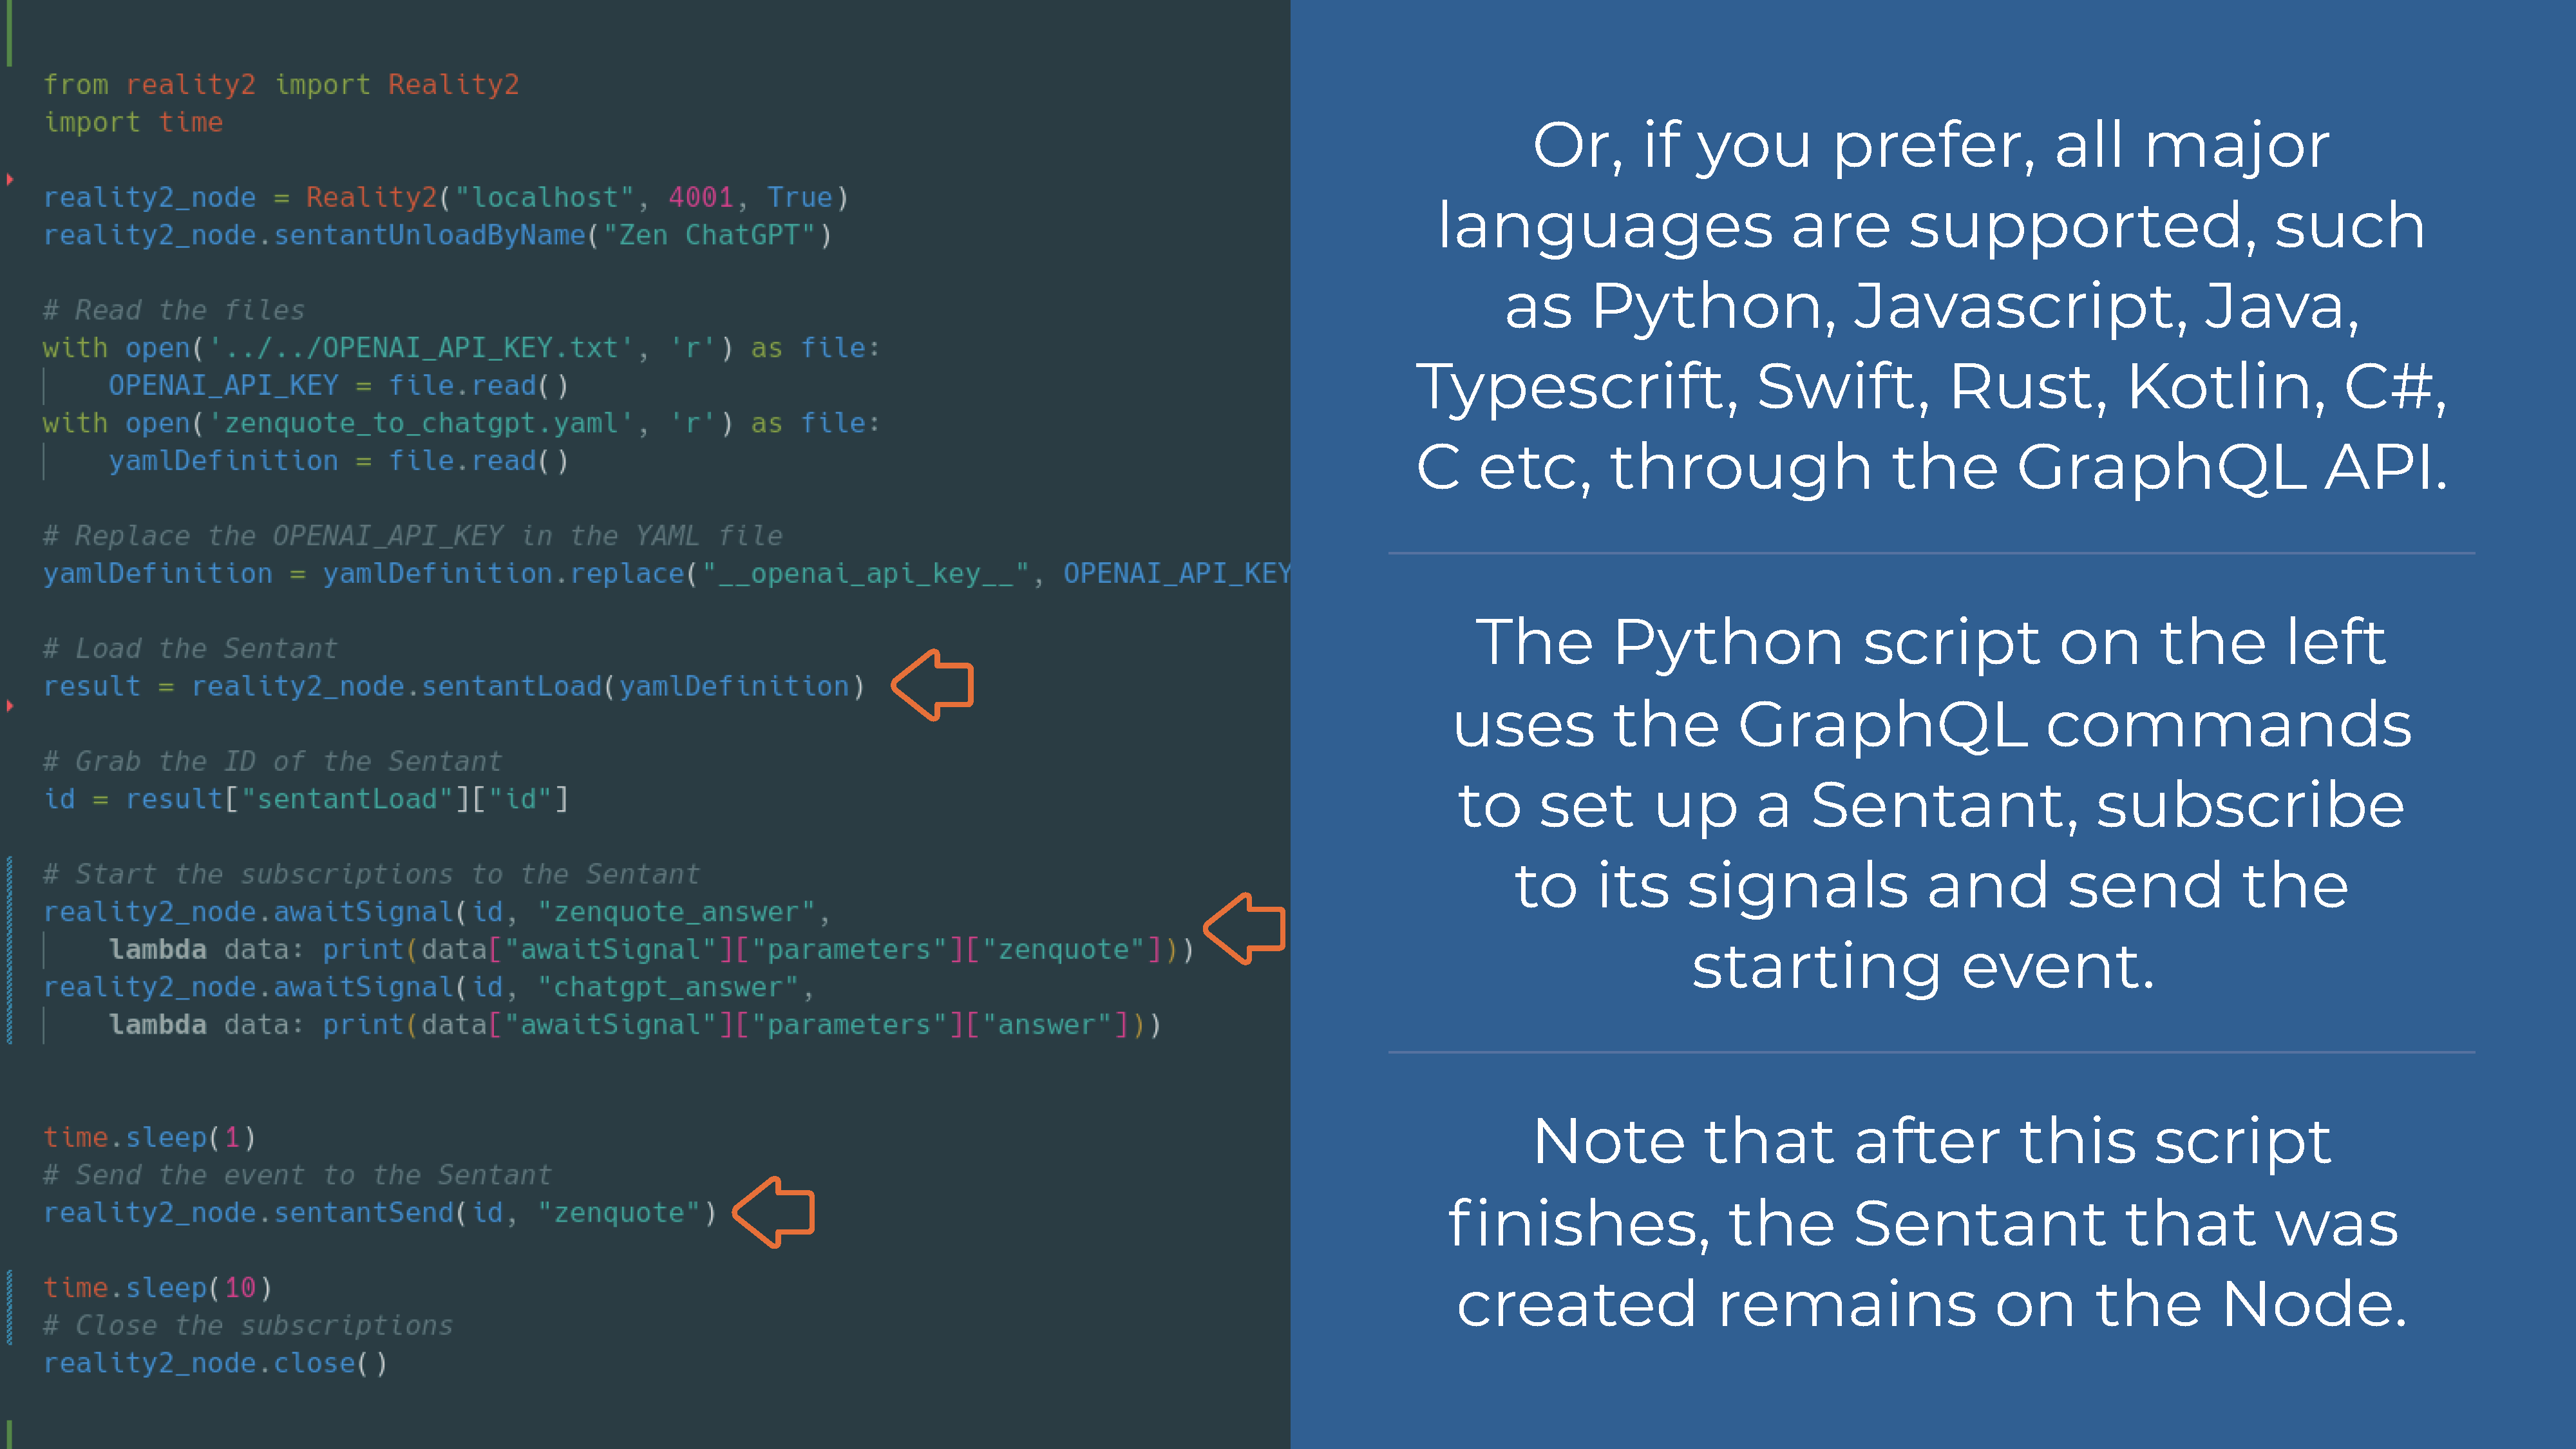 from reality2 import Reality2
import time
reality2_node = Reality2("localhost", 4001, True)
reality2_node.sentantUnloadByName("Zen ChatGPT")
# Read the files
with open('../../OPENAI_API_KEY.txt', 'r') as file:
    OPENAI_API_KEY = file.read()
with open('zenquote_to_chatgpt.yaml', 'r') as file:
    yamlDefinition = file.read()
# Replace the OPENAI_API_KEY in the YAML file
yamlDefinition = yamlDefinition.replace("__openai_api_key__", OPENAI_API_KEY
# Load the Sentant
result = reality2_node.sentantLoad(yamlDefinition)
# Grab the ID of the Sentant
id = result["sentantLoad"]["id"]
# Start the subscriptions to the Sentant
reality2_node.awaitSignal(id, "zenquote_answer",
    lambda data: print(data["awaitSignal"]["parameters"]["zenquote"]))
reality2_node.awaitSignal(id, "chatgpt_answer",
    lambda data: print(data["awaitSignal"]["parameters"]["answer"]))
time.sleep(1)
# Send the event to the Sentant
reality2_node.sentantSend(id, "zenquote")
time.sleep(10)
# Close the subscriptions
reality2_node.close()
Or, if you prefer, all major
languages are supported, such
as Python, Javascript, Java,
Typescrift, Swift, Rust, Kotlin, C#,
C etc, through the GraphQL API.
The Python script on the left
uses the GraphQL commands
to set up a Sentant, subscribe
to its signals and send the
starting event.
Note that after this script
finishes, the Sentant that was
created remains on the Node.